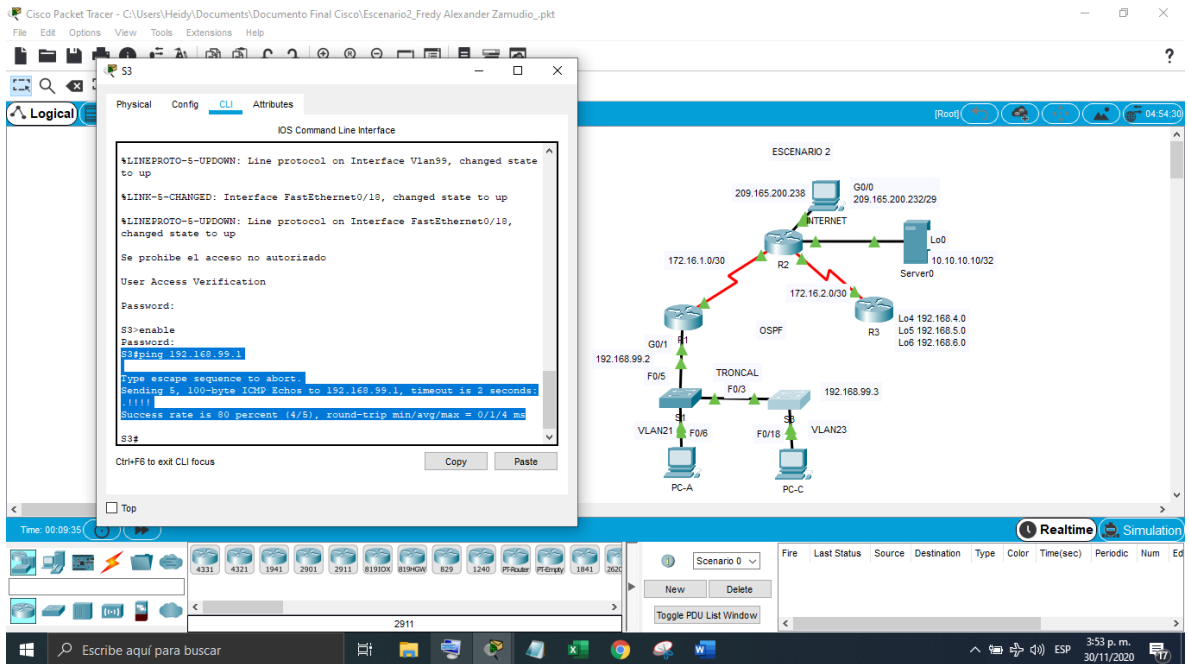 Cisco Packet Tracer - C:\Users\Heidy\Documents\Documento Final Cisco\Escenario2_Fredy Alexander Zamudio_.pkt
File Edit Options View Tools Extensions Help
?
Logical
[Root]
04:54:30
S3
Physical Config CLI Attributes
IOS Command Line Interface
%LINEPROTO-5-UPDOWN: Line protocol on Interface Vlan99, changed state
to up
%LINK-5-CHANGED: Interface FastEthernet0/18, changed state to up
%LINEPROTO-5-UPDOWN: Line protocol on Interface FastEthernet0/18,
changed state to up
Se prohibe el acceso no autorizado
User Access Verification
Password:
S3>enable
Password:
S3#ping 192.168.99.1
Type escape sequence to abort.
Sending 5, 100-byte ICMP Echos to 192.168.99.1, timeout is 2 seconds:
.!!!!
Success rate is 80 percent (4/5), round-trip min/avg/max = 0/1/4 ms
S3#
Ctrl+F6 to exit CLI focus
Copy
Paste
Top
ESCENARIO 2
209.165.200.238
G0/0
209.165.200.232/29
INTERNET
R2
Lo0
10.10.10.10/32
Server0
172.16.1.0/30
172.16.2.0/30
R3
Lo4 192.168.4.0
Lo5 192.168.5.0
Lo6 192.168.6.0
OSPF
G0/1
R1
192.168.99.2
F0/5
TRONCAL
F0/3
192.168.99.3
S1
S3
VLAN21
F0/6
F0/18
VLAN23
PC-A
PC-C
Time: 00:09:35
Realtime
Simulation
4331 4321 1941 2901 2911 819IOX 819HGW 829 1240 PT-Router PT-Empty 1841
2911
Scenario 0
New
Delete
Toggle PDU List Window
Fire Last Status Source Destination Type Color Time(sec) Periodic Num Ed
Escribe aquí para buscar
ESP
3:53 p. m.
30/11/2020
17